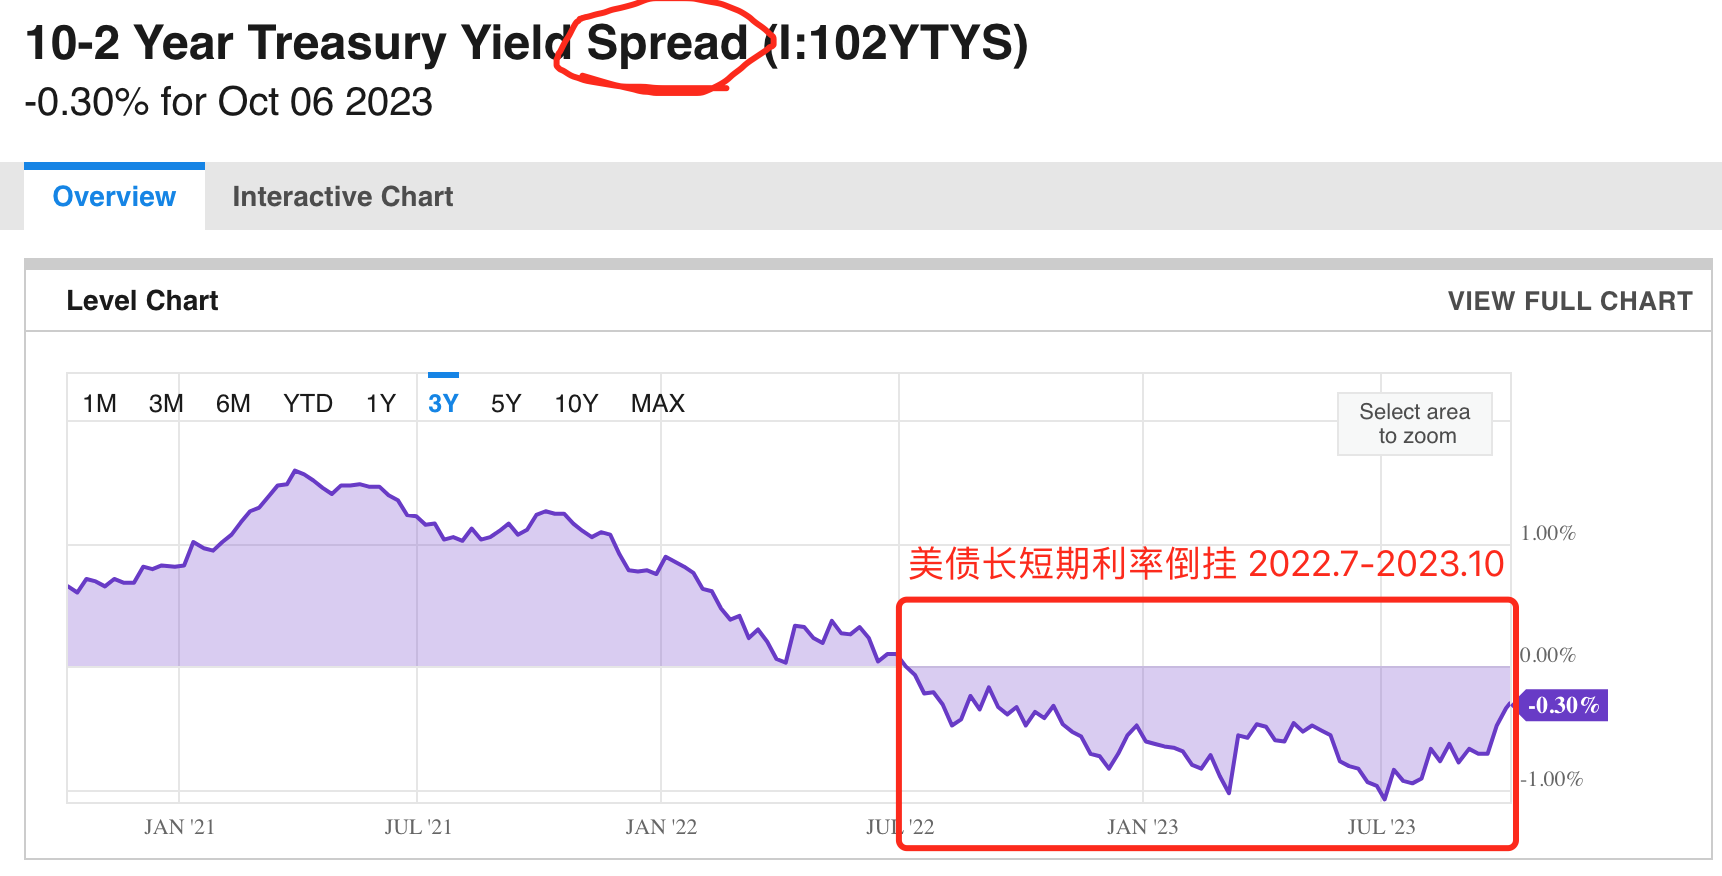 10-2 Year Treasury Yield Spread (I:102YTYS)
-0.30% for Oct 06 2023
Overview Interactive Chart
Level Chart VIEW FULL CHART
1M 3M 6M YTD 1Y 3Y 5Y 10Y MAX
Select area
to zoom
1.00%
美债长短期利率倒挂 2022.7-2023.10
0.00%
-0.30%
-1.00%
JAN '21 JUL '21 JAN '22 JUL '22 JAN '23 JUL '23